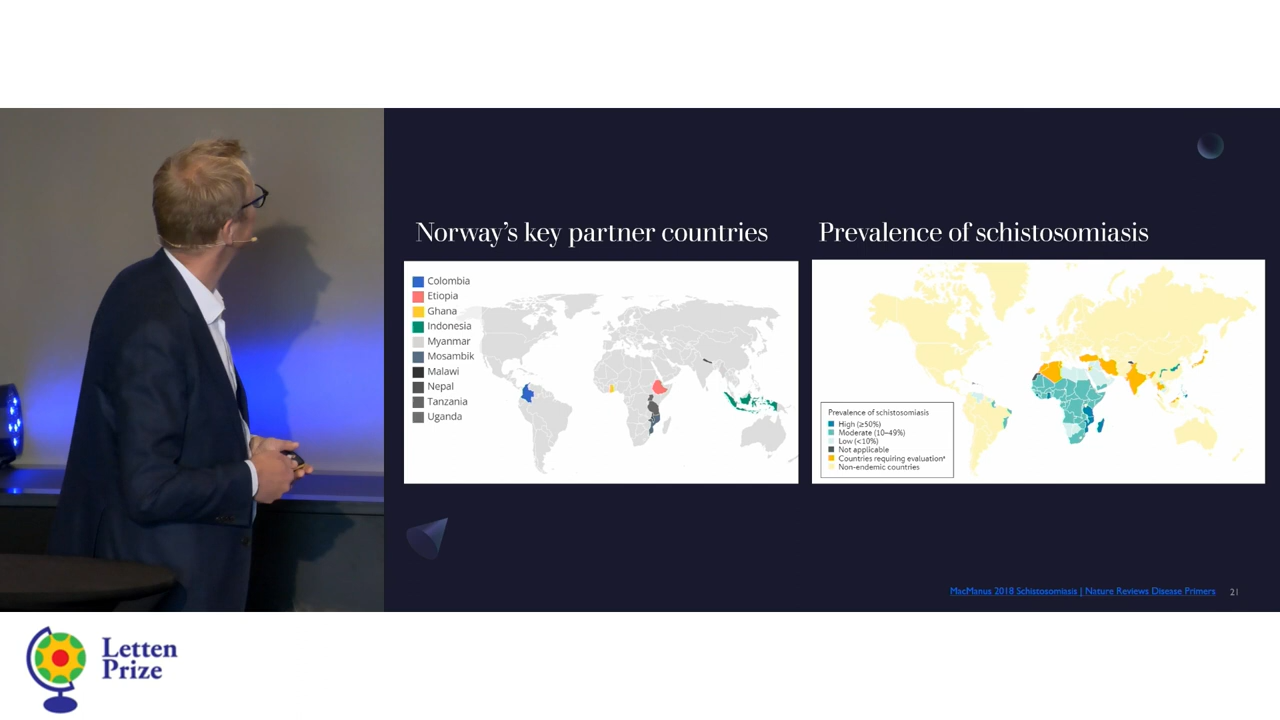 Norway's key partner countries
Colombia
Etiopia
Ghana
Indonesia
Myanmar
Mosambik
Malawi
Nepal
Tanzania
Uganda
Prevalence of schistosomiasis
Prevalence of schistosomiasis
High (≥50%)
Moderate (10–49%)
Low (<10%)
Not applicable
Countries requiring evaluationᵃ
Non-endemic countries
MacManus 2018 Schistosomiasis | Nature Reviews Disease Primers
21
Letten
Prize